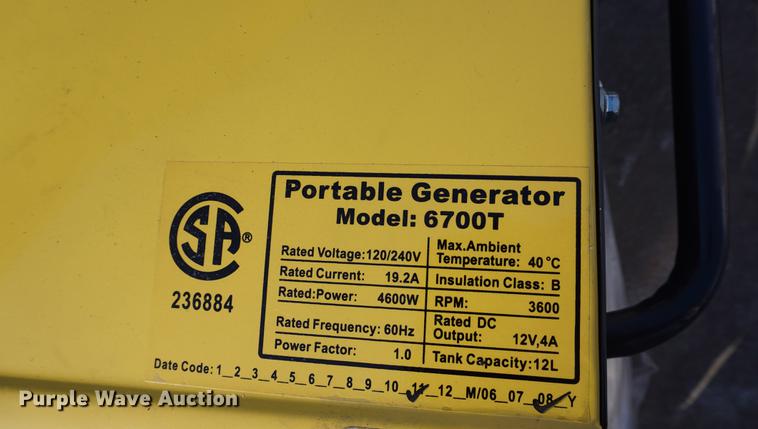 Portable Generator
Model: 6700T
Rated Voltage:120/240V
Rated Current: 19.2A
Rated:Power: 4600W
Rated Frequency: 60Hz
Power Factor: 1.0
Max.Ambient
Temperature: 40°C
Insulation Class: B
RPM: 3600
Rated DC
Output: 12V,4A
Tank Capacity:12L
SA®
236884
Date Code: 1_2_3_4_5_6_7_8_9_10_11_12_M/06_07_08_Y
Purple Wave Auction